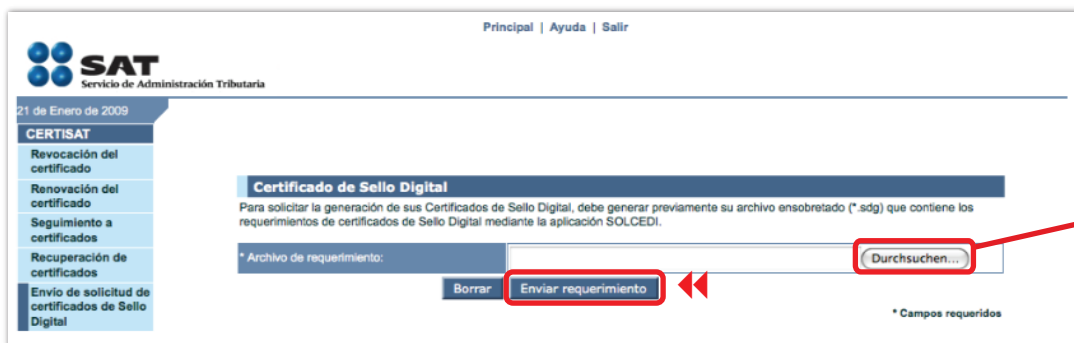 Principal | Ayuda | Salir
SAT
Servicio de Administración Tributaria
21 de Enero de 2009
CERTISAT
Revocación del
certificado
Renovación del
certificado
Seguimiento a
certificados
Recuperación de
certificados
Envío de solicitud de
certificados de Sello
Digital
Certificado de Sello Digital
Para solicitar la generación de sus Certificados de Sello Digital, debe generar previamente su archivo ensobretado (*.sdg) que contiene los
requerimientos de certificados de Sello Digital mediante la aplicación SOLCEDI.
* Archivo de requerimiento:
Durchsuchen...
Borrar
Enviar requerimiento
* Campos requeridos